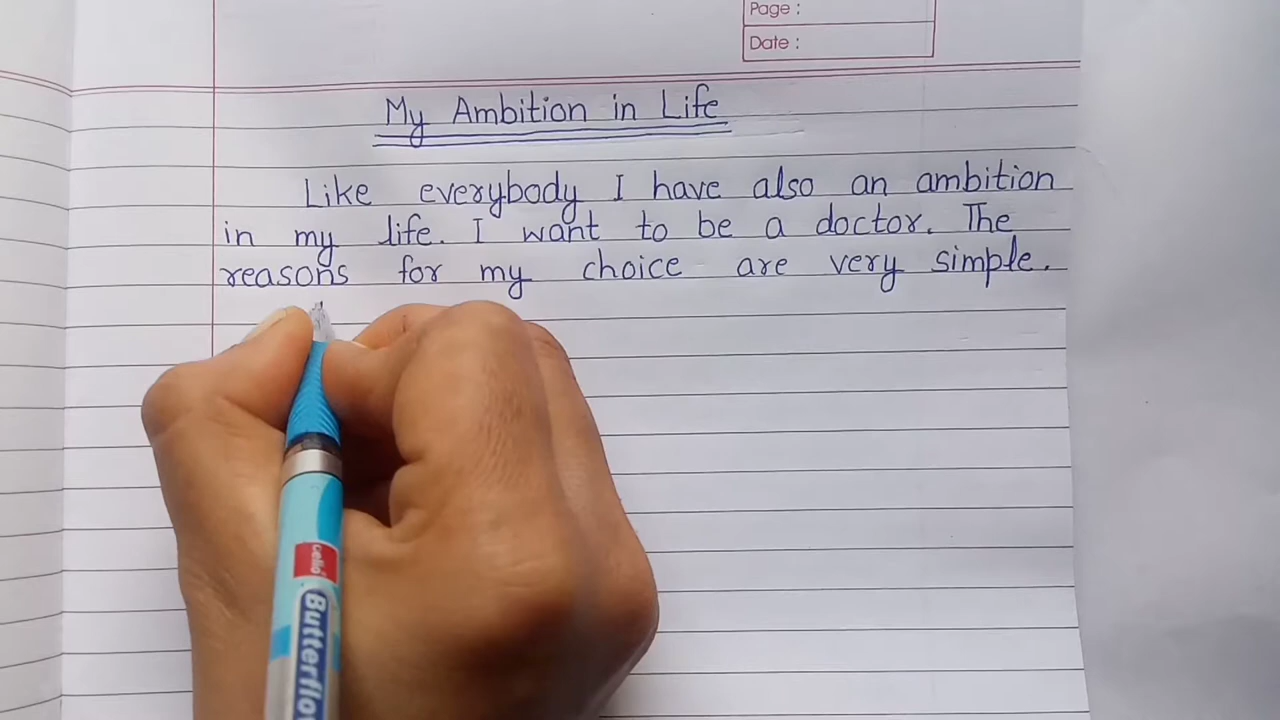 Page :
Date :
My Ambition in Life
Like everybody I have also an ambition
in my life. I want to be a doctor. The
reasons for my choice are very simple.
cello
Butterflo